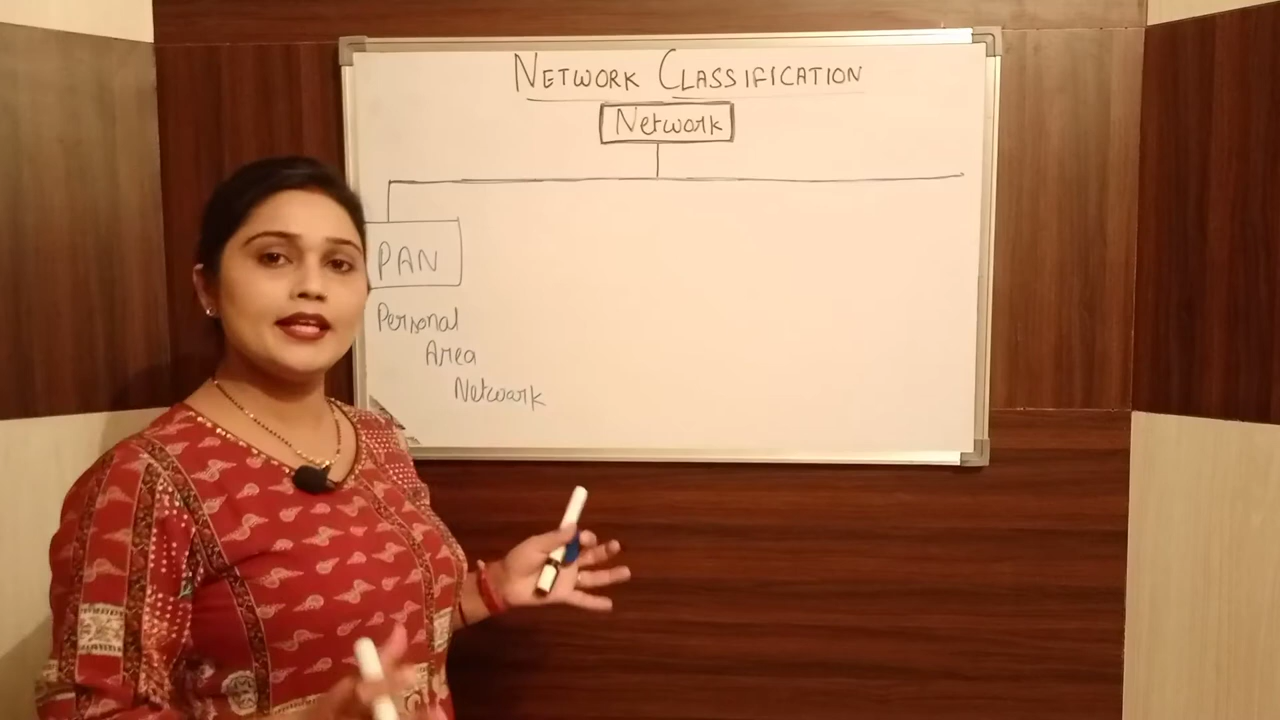 NETWORK CLASSIFICATION
Network
PAN
Personal
Area
Network